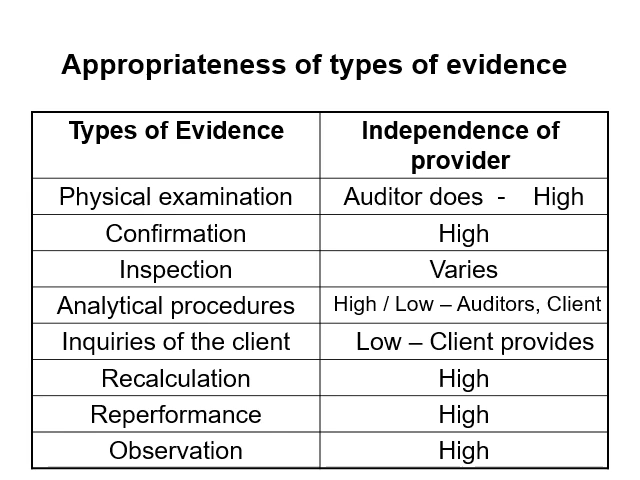 Appropriateness of types of evidence
Types of Evidence
Independence of
provider
Physical examination
Auditor does  -    High
Confirmation
High
Inspection
Varies
Analytical procedures
High / Low – Auditors, Client
Inquiries of the client
Low – Client provides
Recalculation
High
Reperformance
High
Observation
High